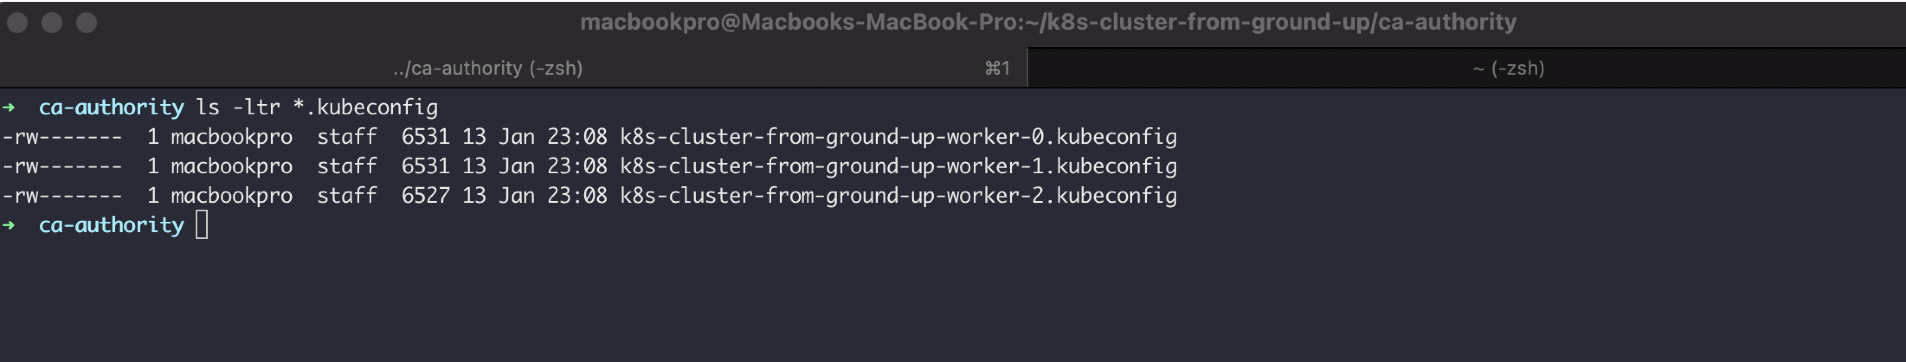 macbookpro@Macbooks-MacBook-Pro:~/k8s-cluster-from-ground-up/ca-authority
../ca-authority (-zsh) ⌘1 ~ (-zsh)
→ ca-authority ls -ltr *.kubeconfig
-rw------- 1 macbookpro staff 6531 13 Jan 23:08 k8s-cluster-from-ground-up-worker-0.kubeconfig
-rw------- 1 macbookpro staff 6531 13 Jan 23:08 k8s-cluster-from-ground-up-worker-1.kubeconfig
-rw------- 1 macbookpro staff 6527 13 Jan 23:08 k8s-cluster-from-ground-up-worker-2.kubeconfig
→ ca-authority